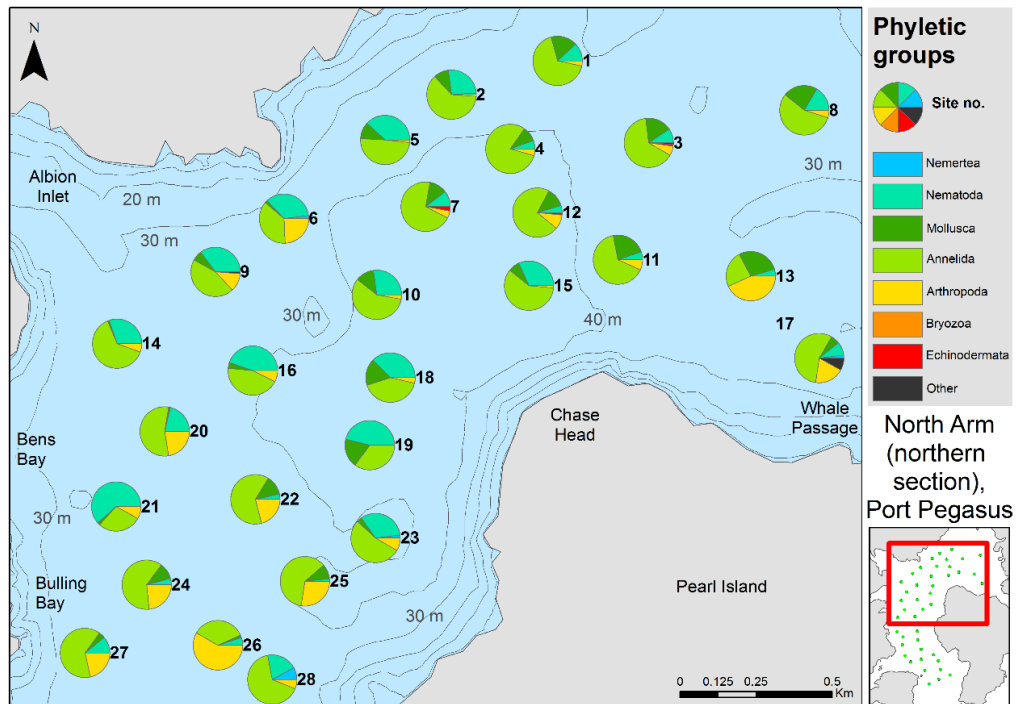 N
1
2
8
5
4
3
Albion
Inlet
20 m
30 m
30 m
7
12
6
11
9
10
15
13
30 m
40 m
17
14
16
18
Chase
Head
Whale
Passage
Bens
Bay
20
19
21
22
30 m
23
Bulling
Bay
24
25
Pearl Island
30 m
27
26
28
0 0.125 0.25 0.5
Km
Phyletic
groups
Site no.
Nemertea
Nematoda
Mollusca
Annelida
Arthropoda
Bryozoa
Echinodermata
Other
North Arm
(northern
section),
Port Pegasus